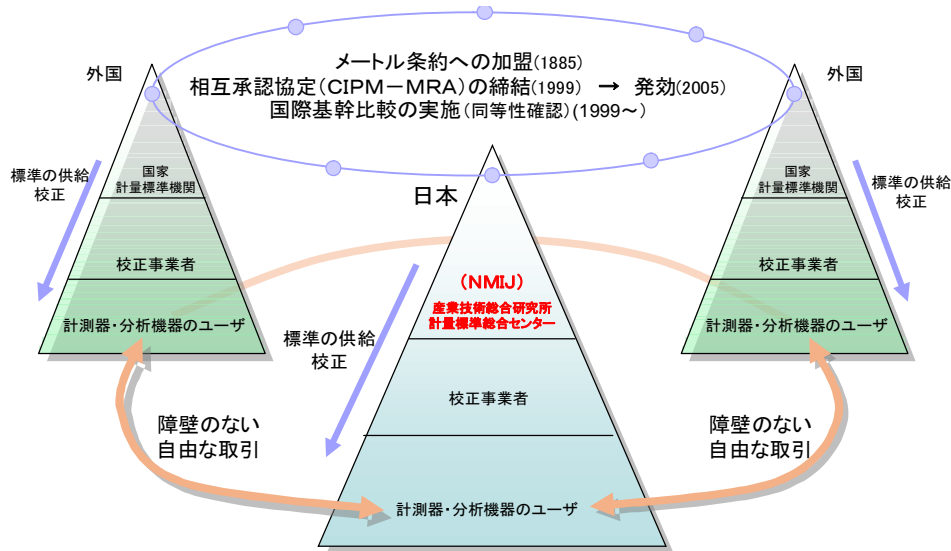 メートル条約への加盟(1885)
相互承認協定(CIPM－MRA)の締結(1999) → 発効(2005)
国際基幹比較の実施(同等性確認)(1999～)
外国
国家
計量標準機関
標準の供給
校正
校正事業者
計測器・分析機器のユーザ
日本
(NMIJ)
産業技術総合研究所
計量標準総合センター
標準の供給
校正
校正事業者
計測器・分析機器のユーザ
外国
国家
計量標準機関
標準の供給
校正
校正事業者
計測器・分析機器のユーザ
障壁のない
自由な取引
障壁のない
自由な取引